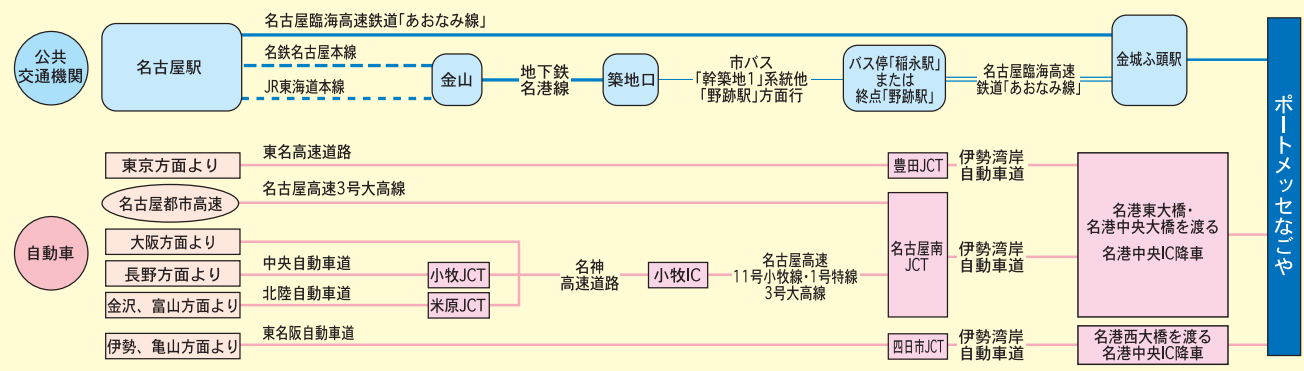 公共
交通機関
名古屋駅
名古屋臨海高速鉄道「あおなみ線」
名鉄名古屋本線
JR東海道本線
金山
地下鉄
名港線
築地口
市バス
「幹築地1」系統他
「野跡駅」方面行
バス停「稲永駅」
または
終点「野跡駅」
名古屋臨海高速
鉄道「あおなみ線」
金城ふ頭駅
ポートメッセなごや
自動車
東京方面より
東名高速道路
豊田JCT
伊勢湾岸
自動車道
名古屋都市高速
名古屋高速3号大高線
大阪方面より
長野方面より
中央自動車道
小牧JCT
金沢、富山方面より
北陸自動車道
米原JCT
名神
高速道路
小牧IC
名古屋高速
11号小牧線・1号特線
3号大高線
名古屋南
JCT
伊勢湾岸
自動車道
名港東大橋・
名港中央大橋を渡る
名港中央IC降車
伊勢、亀山方面より
東名阪自動車道
四日市JCT
伊勢湾岸
自動車道
名港西大橋を渡る
名港中央IC降車